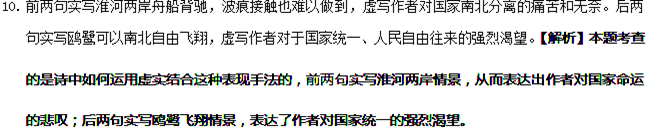 10. 前两句实写淮河两岸舟船背驰，波痕接触也难以做到，虚写作者对国家南北分离的痛苦和无奈。后两
句实写鸥鹭可以南北自由飞翔，虚写作者对于国家统一、人民自由往来的强烈渴望。【解析】本题考查
的是诗中如何运用虚实结合这种表现手法的，前两句实写淮河两岸情景，从而表达出作者对国家命运
的悲叹；后两句实写鸥鹭飞翔情景，表达了作者对国家统一的强烈渴望。